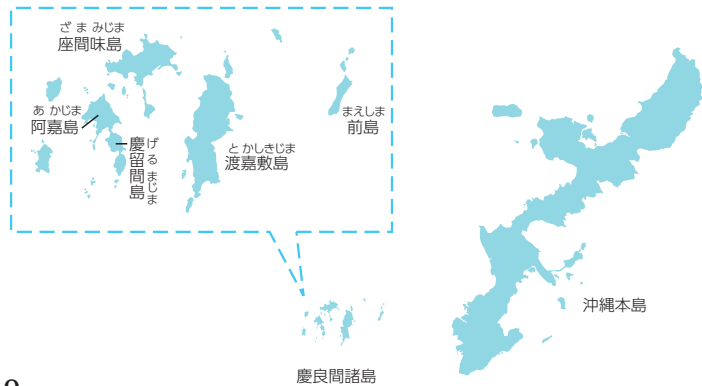 ざまみじま
座間味島
あかじま
阿嘉島
慶留間島
げるまじま
とかしきじま
渡嘉敷島
まえしま
前島
沖縄本島
慶良間諸島